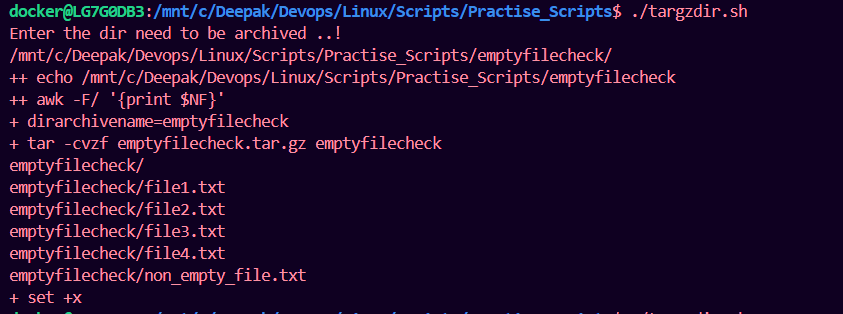 docker@LG7G0DB3:/mnt/c/Deepak/Devops/Linux/Scripts/Practise_Scripts$ ./targzdir.sh
Enter the dir need to be archived ..!
/mnt/c/Deepak/Devops/Linux/Scripts/Practise_Scripts/emptyfilecheck/
++ echo /mnt/c/Deepak/Devops/Linux/Scripts/Practise_Scripts/emptyfilecheck
++ awk -F/ '{print $NF}'
+ dirarchivename=emptyfilecheck
+ tar -cvzf emptyfilecheck.tar.gz emptyfilecheck
emptyfilecheck/
emptyfilecheck/file1.txt
emptyfilecheck/file2.txt
emptyfilecheck/file3.txt
emptyfilecheck/file4.txt
emptyfilecheck/non_empty_file.txt
+ set +x